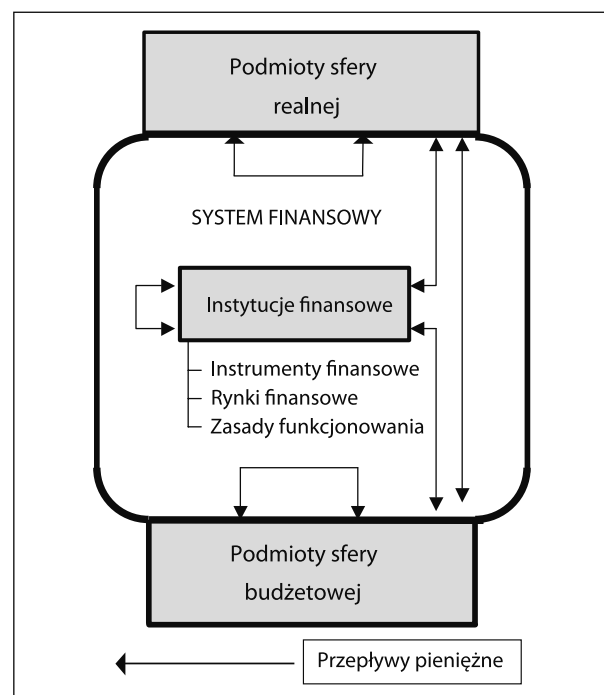 Podmioty sfery
realnej
SYSTEM FINANSOWY
Instytucje finansowe
Instrumenty finansowe
Rynki finansowe
Zasady funkcjonowania
Podmioty sfery
budżetowej
Przepływy pieniężne